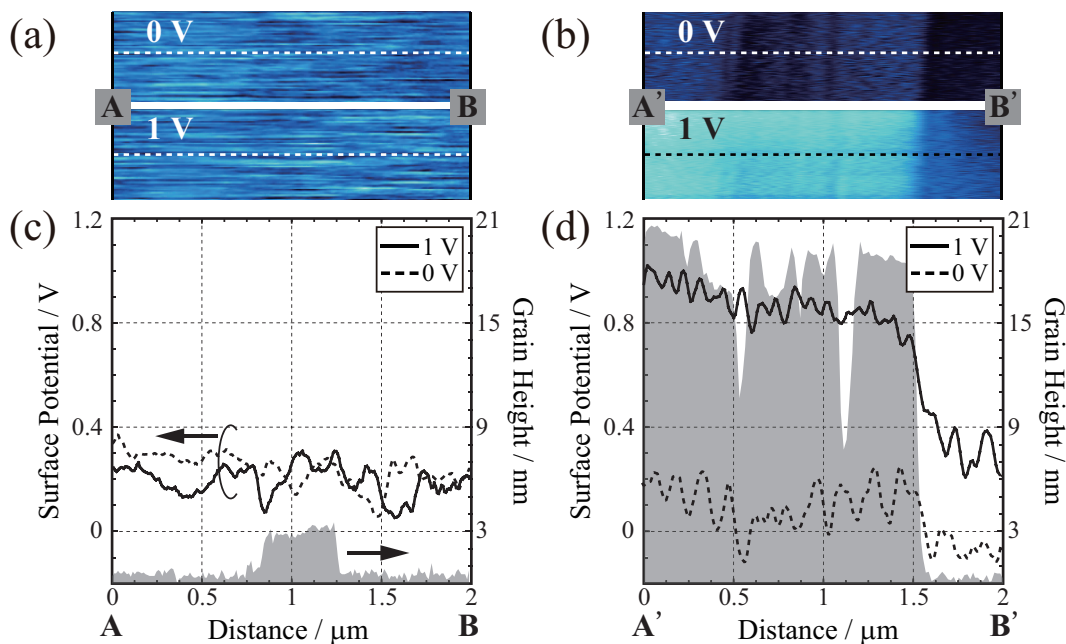 (a)
0 V
A
B
1 V
(b)
0 V
A’
B’
1 V
(c)
1.2
0.8
0.4
0
Surface Potential / V
1 V
0 V
21
15
9
3
Grain Height / nm
0
0.5
1
1.5
2
A
Distance / μm
B
(d)
1.2
0.8
0.4
0
Surface Potential / V
1 V
0 V
21
15
9
3
Grain Height / nm
0
0.5
1
1.5
2
A’
Distance / μm
B’